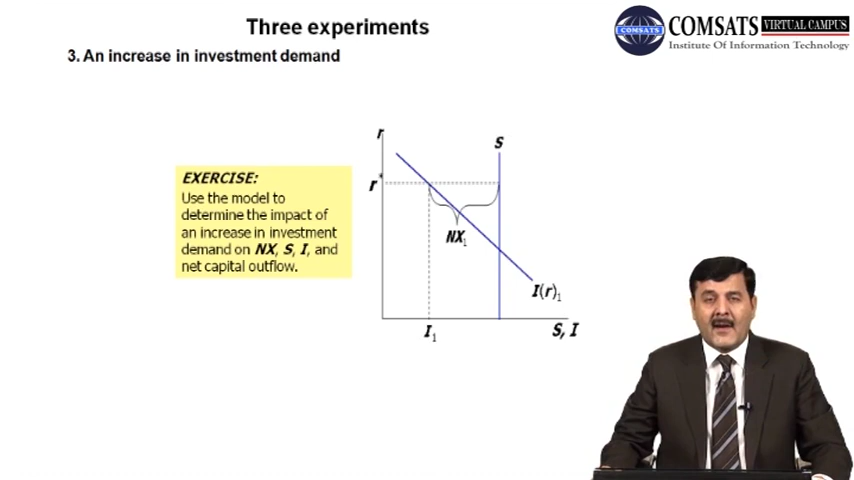 Three experiments
COMSATS
COMSATS VIRTUAL CAMPUS
Institute Of Information Technology
3. An increase in investment demand
EXERCISE:
Use the model to
determine the impact of
an increase in investment
demand on NX, S, I, and
net capital outflow.
r
S
r*
NX1
I(r)1
I1
S, I